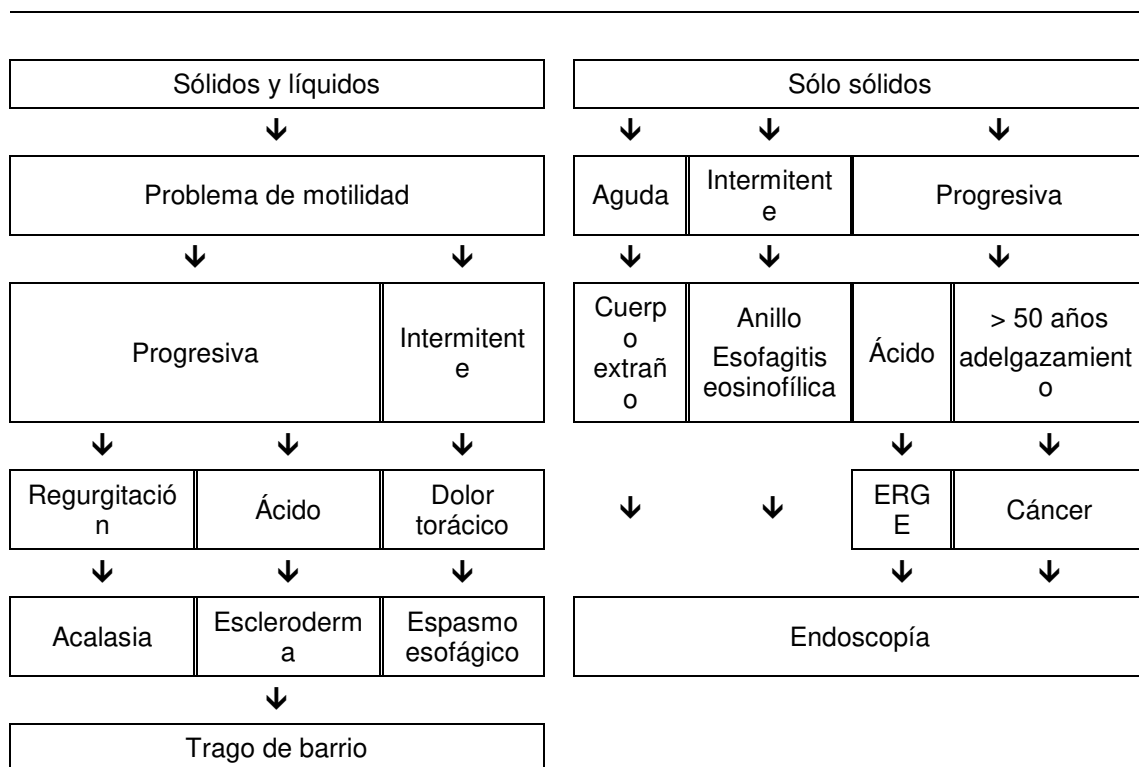 Sólidos y líquidos
Sólo sólidos
Problema de motilidad
Aguda
Intermitent
e
Progresiva
Progresiva
Intermitent
e
Cuerp
o
extrañ
o
Anillo
Esofagitis
eosinofílica
Ácido
> 50 años
adelgazamient
o
Regurgitació
n
Ácido
Dolor
torácico
ERG
E
Cáncer
Acalasia
Escleroderm
a
Espasmo
esofágico
Endoscopía
Trago de barrio